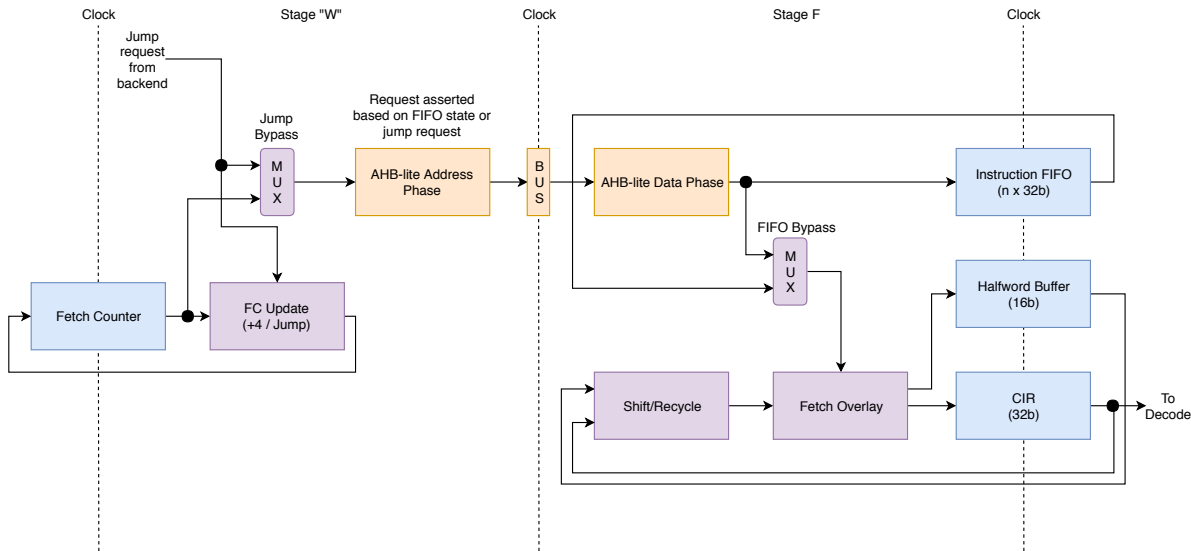 Clock
Stage "W"
Clock
Stage F
Clock
Jump
request
from
backend
Request asserted
based on FIFO state or
jump request
Jump
Bypass
M
U
X
AHB-lite Address
Phase
B
U
S
AHB-lite Data Phase
Instruction FIFO
(n x 32b)
FIFO Bypass
M
U
X
Halfword Buffer
(16b)
Fetch Counter
FC Update
(+4 / Jump)
Shift/Recycle
Fetch Overlay
CIR
(32b)
To
Decode